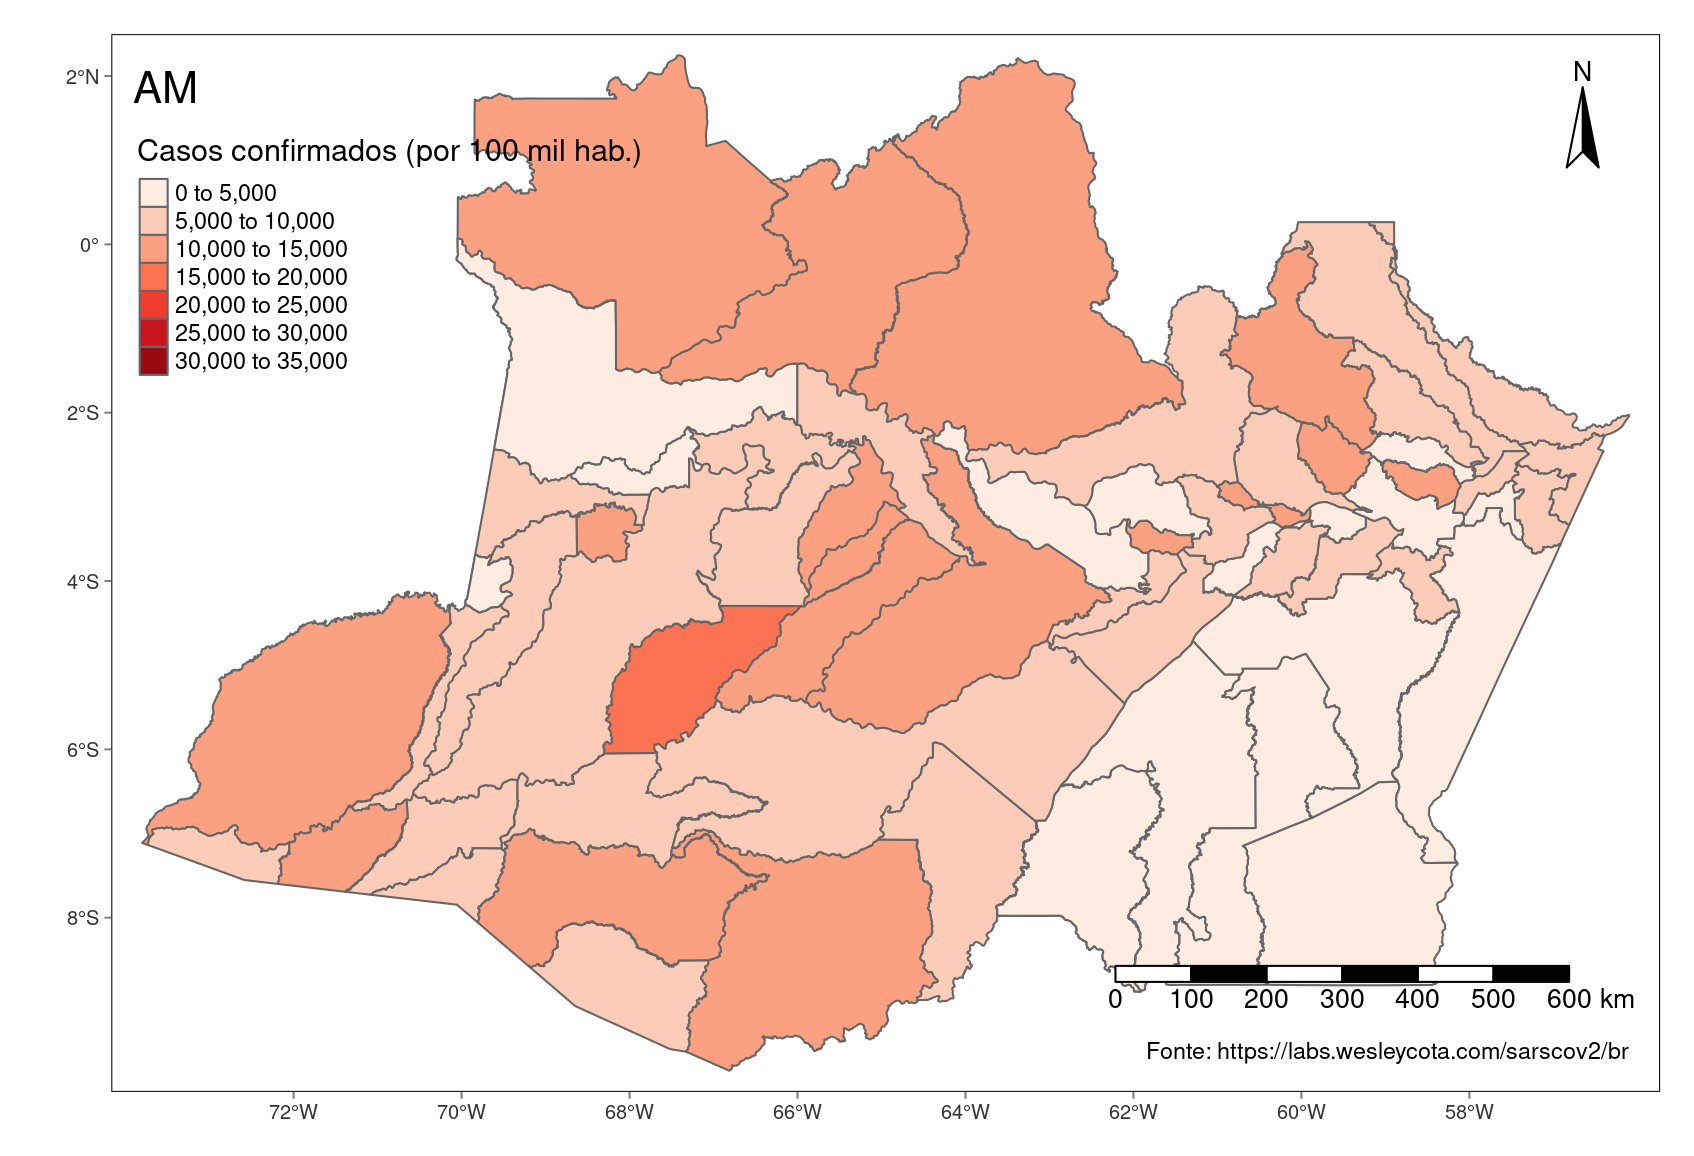 AM
N
Casos confirmados (por 100 mil hab.)
0 to 5,000
5,000 to 10,000
10,000 to 15,000
15,000 to 20,000
20,000 to 25,000
25,000 to 30,000
30,000 to 35,000
2°N
0°
2°S
4°S
6°S
8°S
0 100 200 300 400 500 600 km
Fonte: https://labs.wesleycota.com/sarscov2/br
72°W 70°W 68°W 66°W 64°W 62°W 60°W 58°W